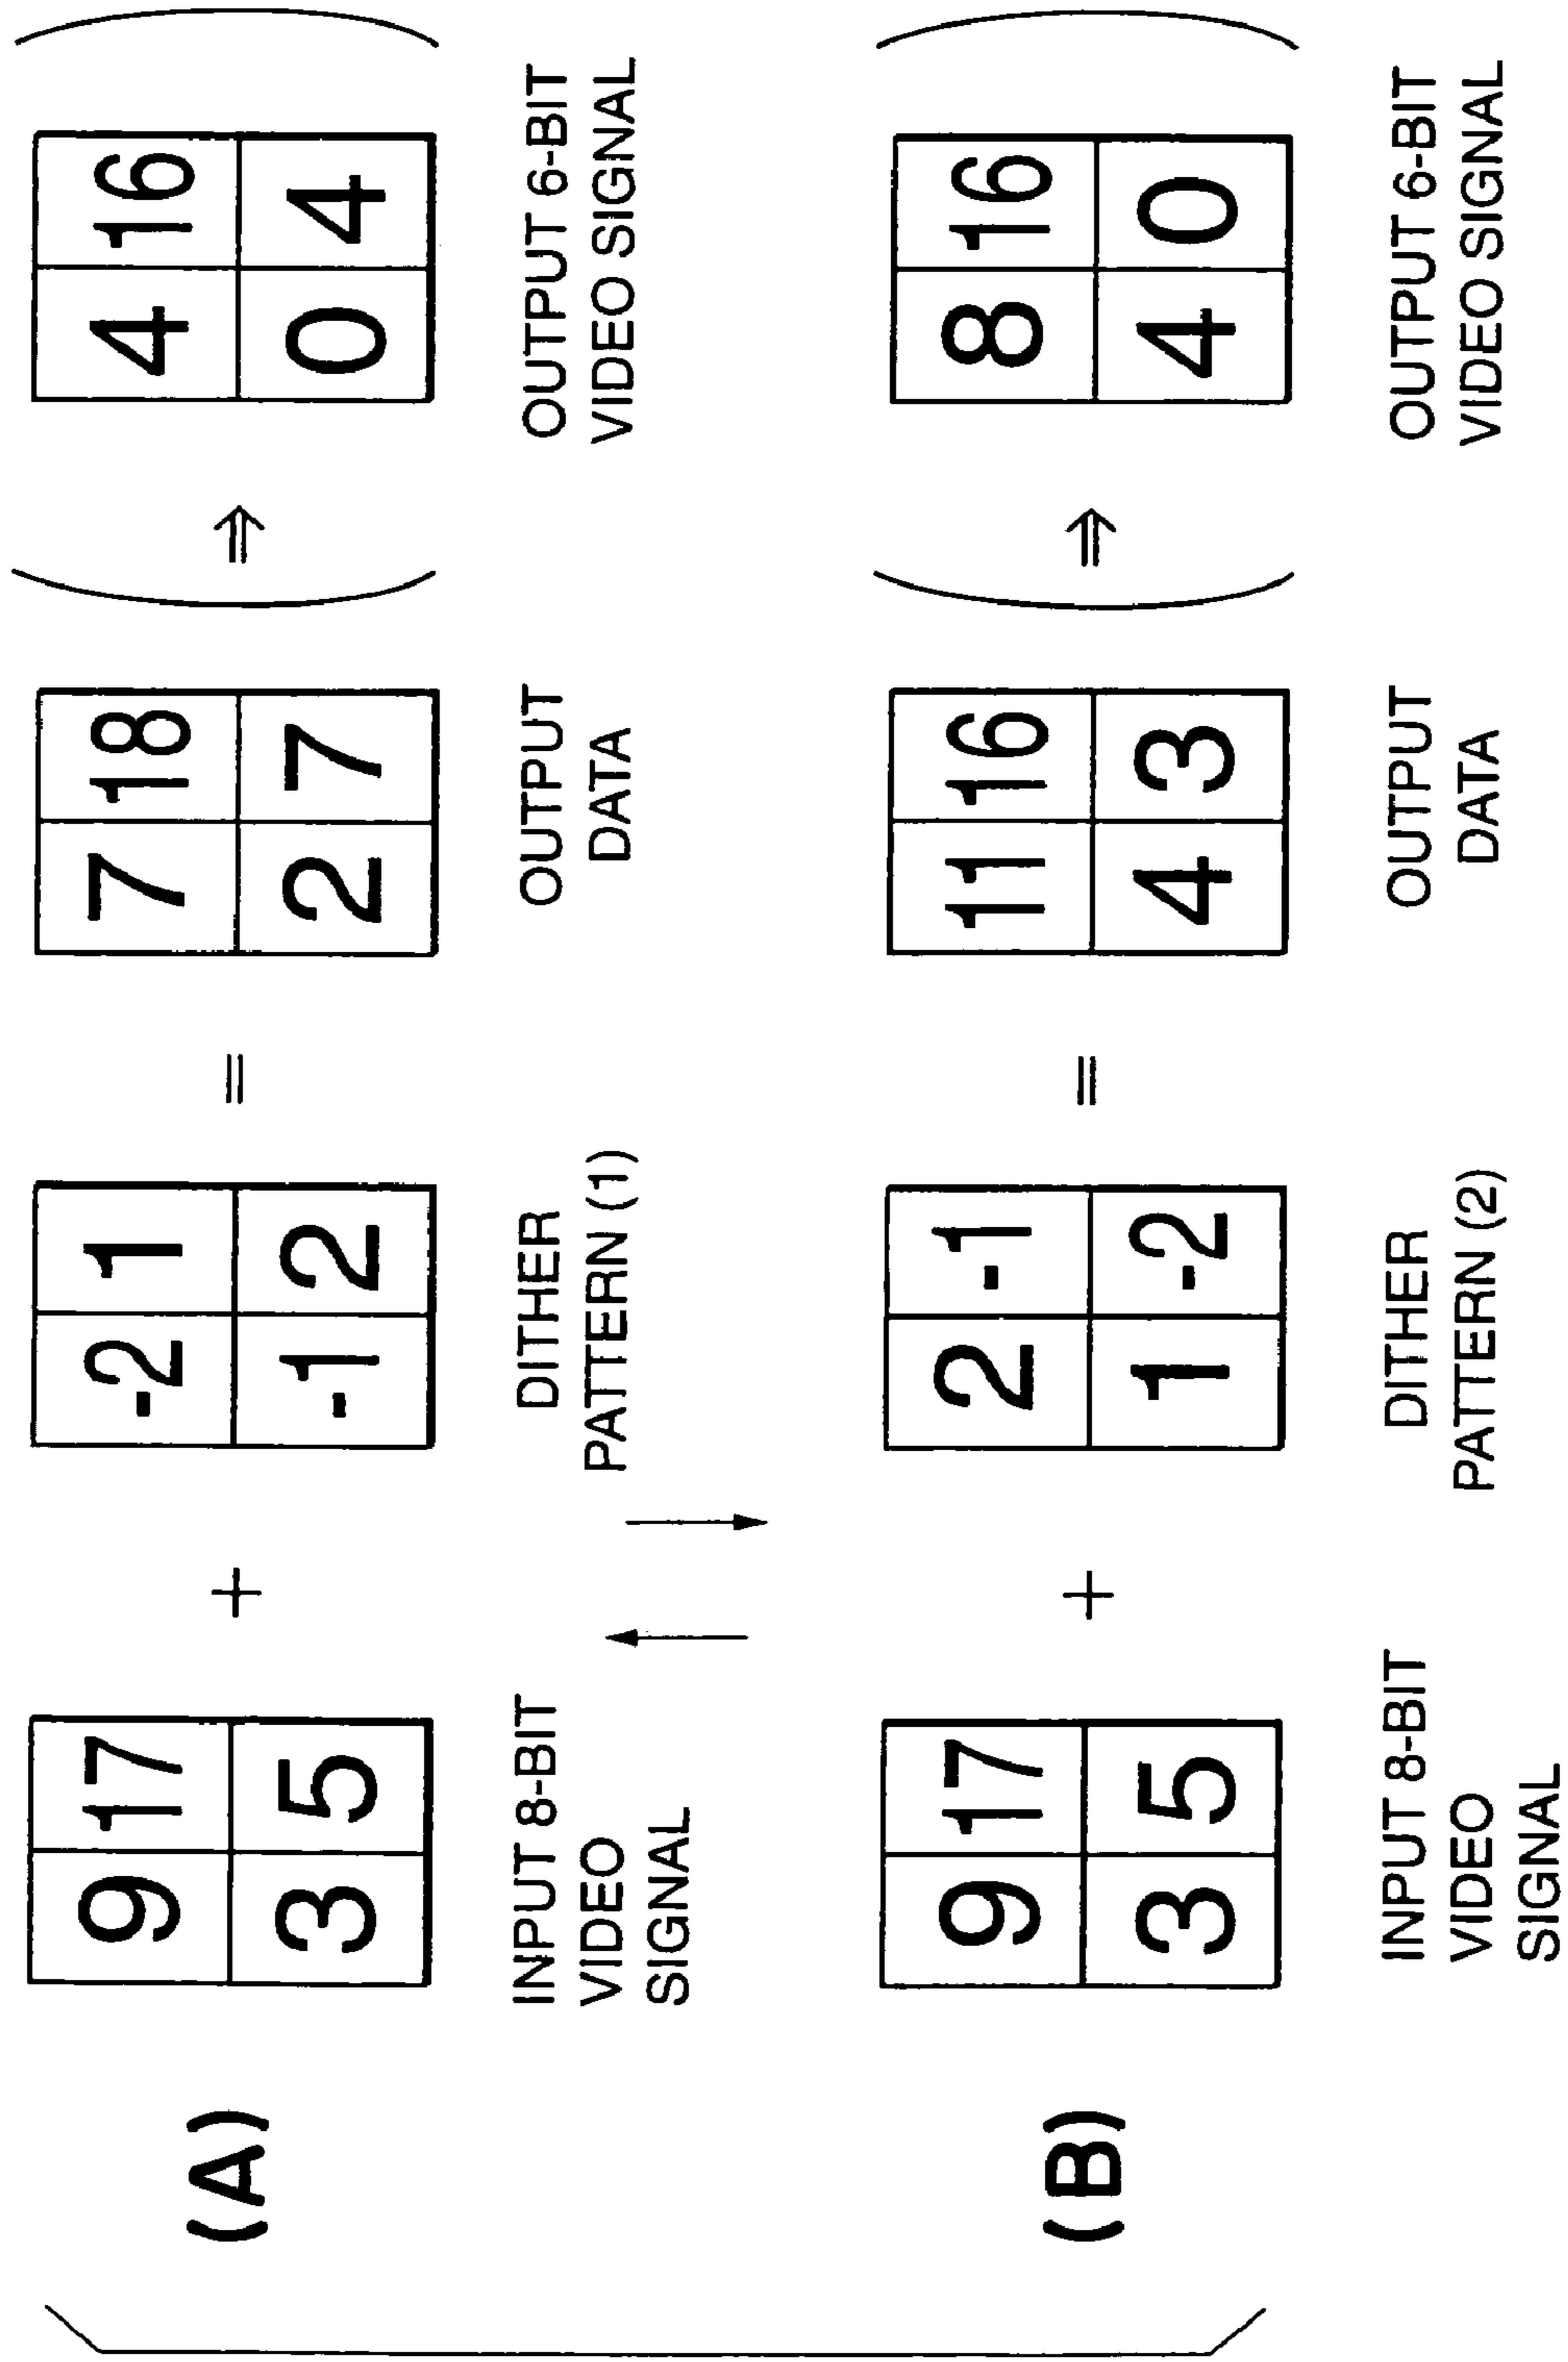 (A)
9 17
3 5
INPUT 8-BIT
VIDEO
SIGNAL
+
-2 1
-1 2
DITHER
PATTERN (1)
=
7 18
2 7
OUTPUT
DATA
(⇒
4 16
0 4
OUTPUT 6-BIT
VIDEO SIGNAL
)
(B)
9 17
3 5
INPUT 8-BIT
VIDEO
SIGNAL
+
2 -1
1 -2
DITHER
PATTERN (2)
=
11 16
4 3
OUTPUT
DATA
(⇒
8 16
4 0
OUTPUT 6-BIT
VIDEO SIGNAL
)